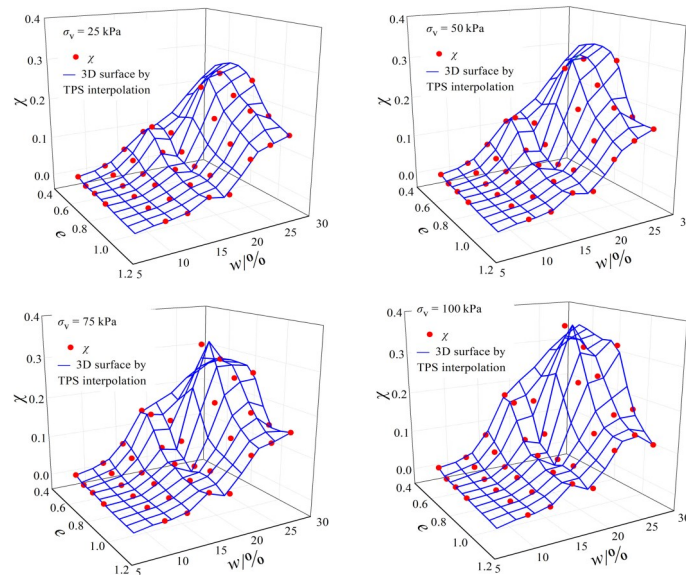 σv = 25 kPa
χ
3D surface by
TPS interpolation
χ
0.4
0.3
0.2
0.1
0.0
0.4
0.6
0.8
1.0
1.2
e
5
10
15
20
25
30
w/%
σv = 50 kPa
χ
3D surface by
TPS interpolation
χ
0.4
0.3
0.2
0.1
0.0
0.4
0.6
0.8
1.0
1.2
e
5
10
15
20
25
30
w/%
σv = 75 kPa
χ
3D surface by
TPS interpolation
χ
0.4
0.3
0.2
0.1
0.0
0.4
0.6
0.8
1.0
1.2
e
5
10
15
20
25
30
w/%
σv = 100 kPa
χ
3D surface by
TPS interpolation
χ
0.4
0.3
0.2
0.1
0.0
0.4
0.6
0.8
1.0
1.2
e
5
10
15
20
25
30
w/%